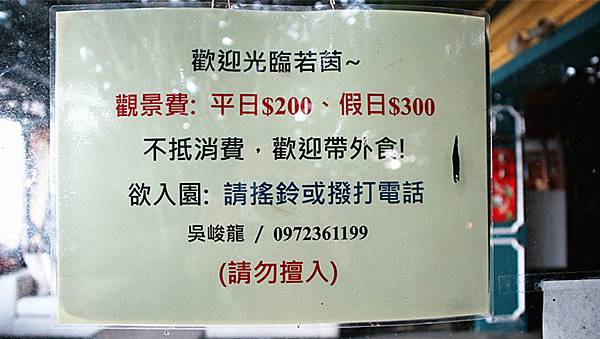 歡迎光臨若茵~
觀景費: 平日$200、假日$300
不抵消費，歡迎帶外食!
欲入園: 請搖鈴或撥打電話
吳峻龍 / 0972361199
(請勿擅入)